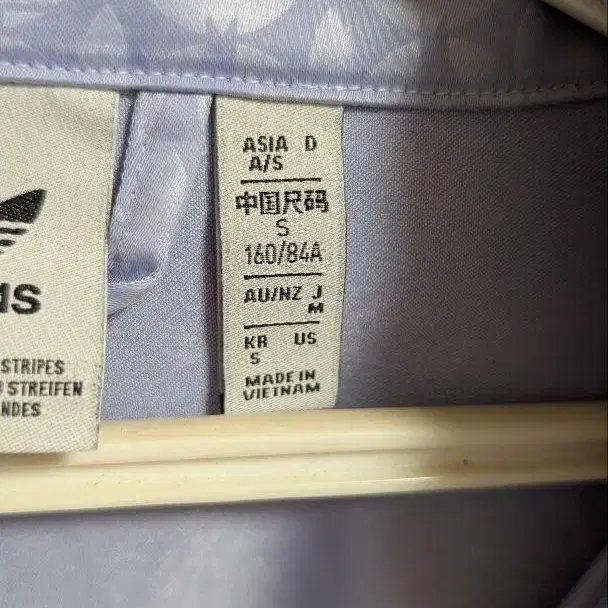 STRIPES
STREIFEN
NDES
ASIA D
A/S
中国尺码
S
160/84A
AU/NZ J
M
KR US
S
MADE IN
VIETNAM